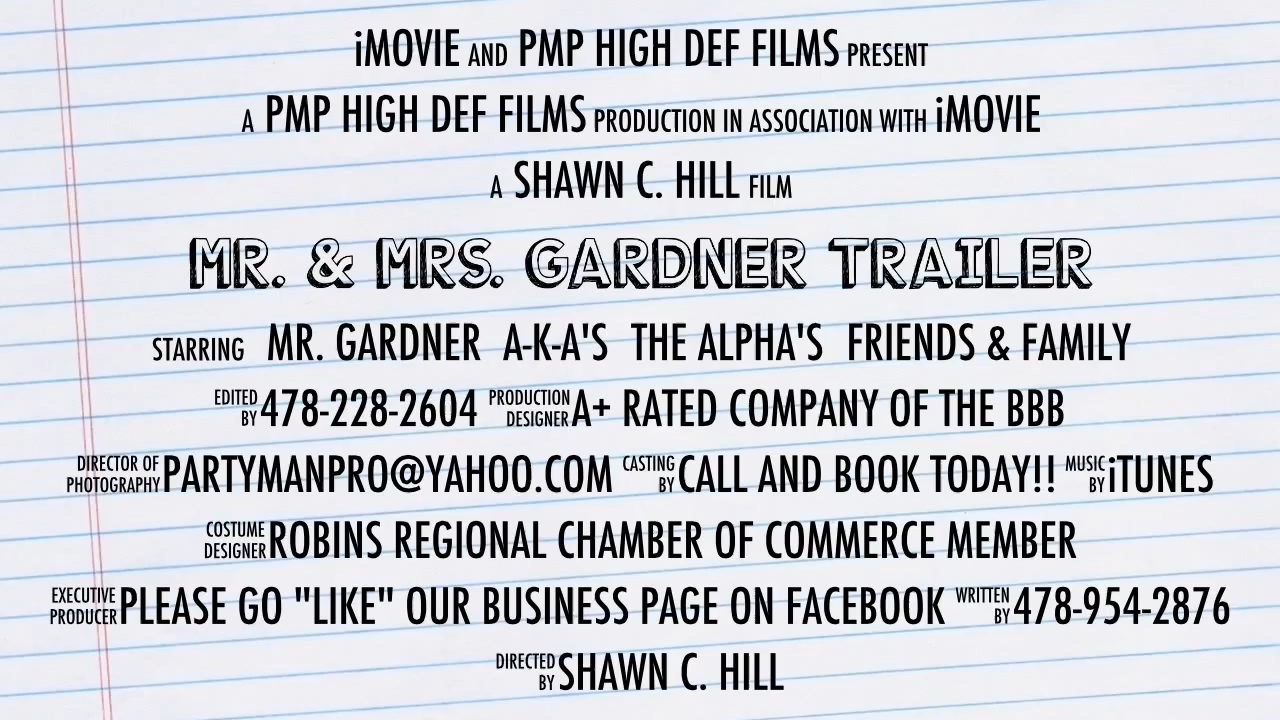 iMOVIE AND PMP HIGH DEF FILMS PRESENT
A PMP HIGH DEF FILMS PRODUCTION IN ASSOCIATION WITH iMOVIE
A SHAWN C. HILL FILM
MR. & MRS. GARDNER TRAILER
STARRING MR. GARDNER A-K-A'S THE ALPHA'S FRIENDS & FAMILY
EDITED BY 478-228-2604 PRODUCTION DESIGNER A+ RATED COMPANY OF THE BBB
DIRECTOR OF PHOTOGRAPHY PARTYMANPRO@YAHOO.COM CASTING BY CALL AND BOOK TODAY!! MUSIC BY iTUNES
COSTUME DESIGNER ROBINS REGIONAL CHAMBER OF COMMERCE MEMBER
EXECUTIVE PRODUCER PLEASE GO "LIKE" OUR BUSINESS PAGE ON FACEBOOK WRITTEN BY 478-954-2876
DIRECTED BY SHAWN C. HILL